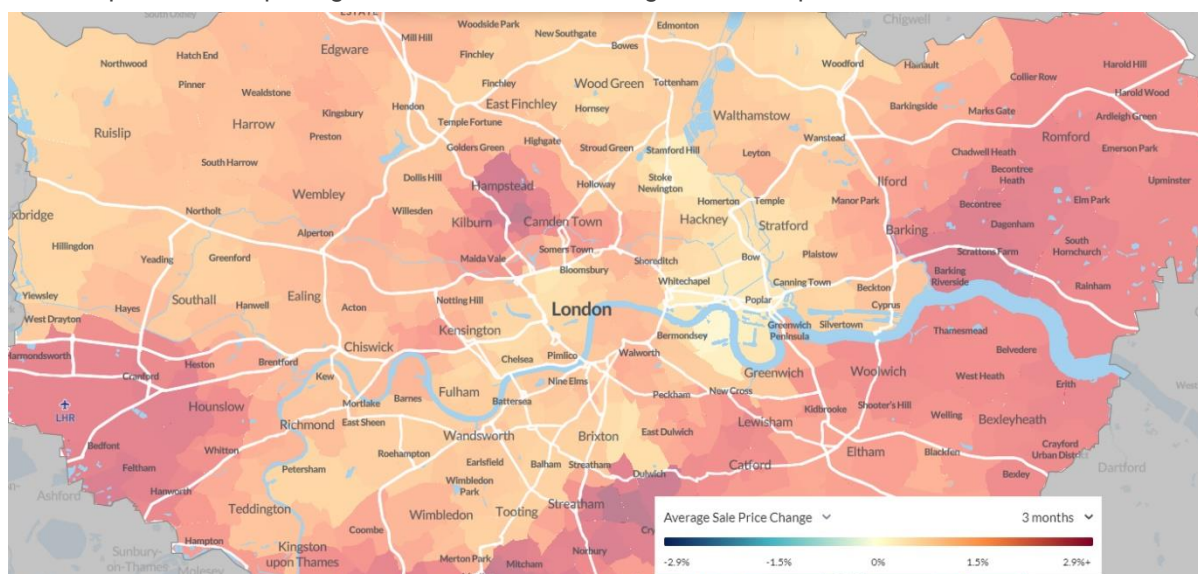 South Oxhey
ESTATE
Woodside Park
Edmonton
Chigwell
Mill Hill
New Southgate
Hatch End
Edgware
Finchley
Bowes
Northwood
Woodford
Hainault
Harold Hill
Pinner
Wealdstone
Finchley
Wood Green
Tottenham
Collier Row
Kingsbury
Hendon
East Finchley
Hornsey
Barkingside
Harold Wood
Ruislip
Harrow
Preston
Temple Fortune
Walthamstow
Marks Gate
Ardleigh Green
Golders Green
Highgate
Stroud Green
Stamford Hill
Wanstead
Romford
South Harrow
Leyton
Chadwell Heath
Emerson Park
Dollis Hill
Hampstead
Holloway
Stoke
Newington
Ilford
Becontree
Heath
Upminster
Wembley
Willesden
Homerton
Temple
Manor Park
Northolt
Kilburn
Camden Town
Hackney
Stratford
Becontree
Elm Park
xbridge
Alperton
Barking
Dagenham
Hillingdon
Yeading
Greenford
Maida Vale
Somers Town
Shoreditch
Bow
Plaistow
Scrattons Farm
South
Hornchurch
Bloomsbury
Whitechapel
Canning Town
Barking
Riverside
Rainham
Yiewsley
Hayes
Southall
Hanwell
Ealing
Acton
Notting Hill
London
Poplar
Beckton
Cyprus
West Drayton
Kensington
Bermondsey
Greenwich
Peninsula
Silvertown
Thamesmead
Harmondsworth
Heston
Brentford
Chiswick
Chelsea
Pimlico
Walworth
Belvedere
Cranford
Kew
Fulham
Nine Elms
Greenwich
Woolwich
West Heath
Erith
LHR
Hounslow
Mortlake
Barnes
Battersea
Peckham
New Cross
Kidbrooke
Shooter's Hill
Welling
Bexleyheath
Richmond
East Sheen
Wandsworth
Brixton
East Dulwich
Lewisham
Bedfont
Whitton
Roehampton
Eltham
Blackfen
Crayford
Urban Distr
Feltham
Petersham
Earlsfield
Balham
Streatham
Dulwich
Catford
Bexley
Dartford
Ashford
Hanworth
Wimbledon
Park
Teddington
Wimbledon
Tooting
Streatham
Coombe
Hampton
Kingston
upon Thames
Merton Park
Mitcham
Norbury
Sunbury-
on-Thames
Molesey
Average Sale Price Change
3 months
-2.9%
-1.5%
0%
1.5%
2.9%+